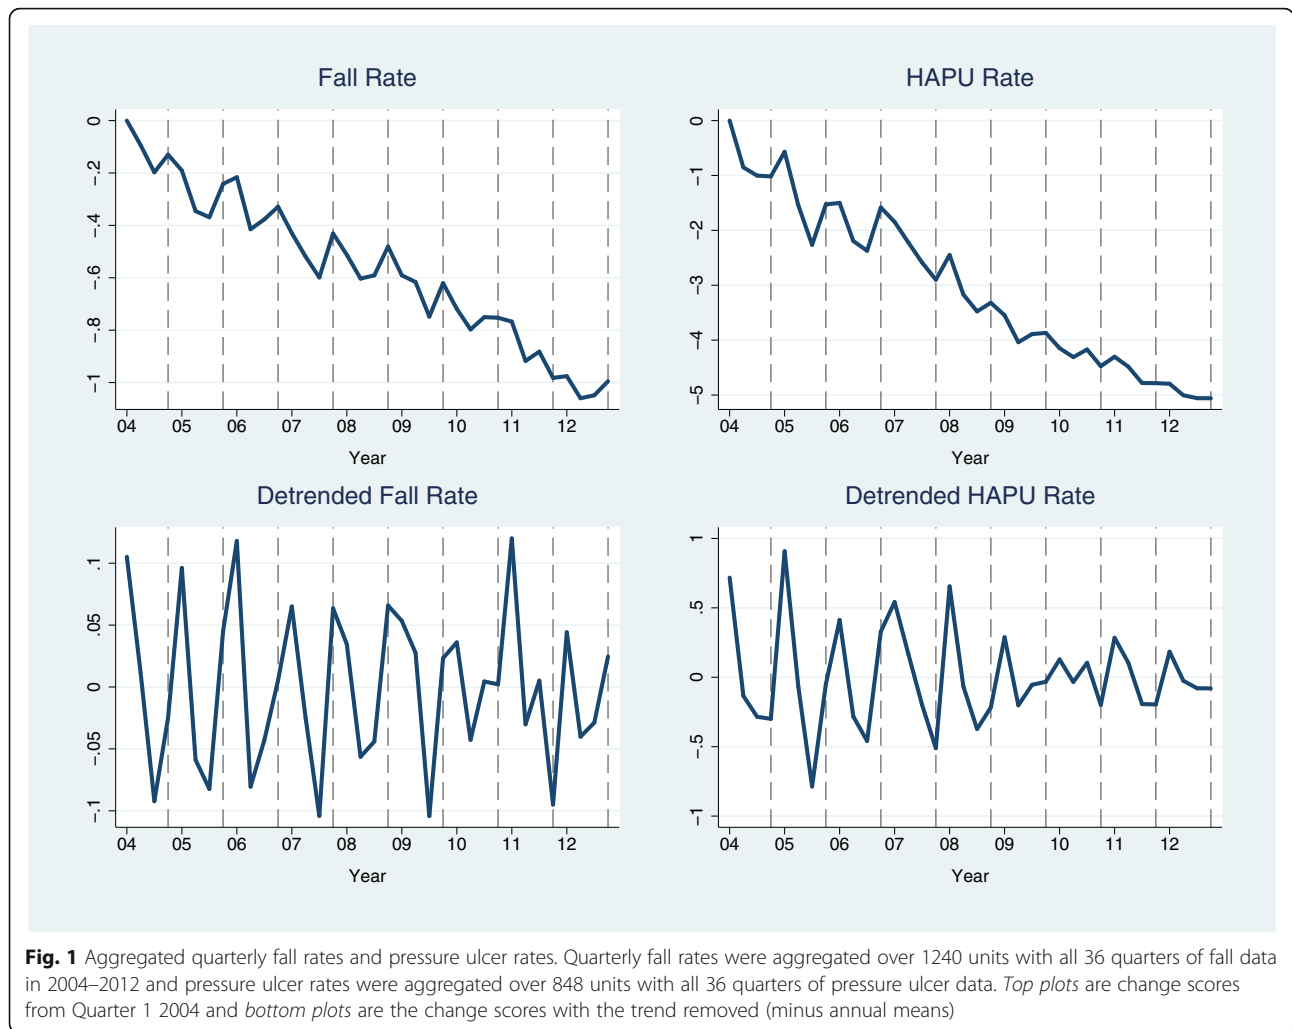 Fall Rate
0
-.2
-.4
-.6
-.8
-1
04 05 06 07 08 09 10 11 12
Year
HAPU Rate
0
-1
-2
-3
-4
-5
04 05 06 07 08 09 10 11 12
Year
Detrended Fall Rate
.1
.05
0
-.05
-.1
04 05 06 07 08 09 10 11 12
Year
Detrended HAPU Rate
1
.5
0
-.5
-1
04 05 06 07 08 09 10 11 12
Year
Fig. 1 Aggregated quarterly fall rates and pressure ulcer rates. Quarterly fall rates were aggregated over 1240 units with all 36 quarters of fall data
in 2004–2012 and pressure ulcer rates were aggregated over 848 units with all 36 quarters of pressure ulcer data. Top plots are change scores
from Quarter 1 2004 and bottom plots are the change scores with the trend removed (minus annual means)